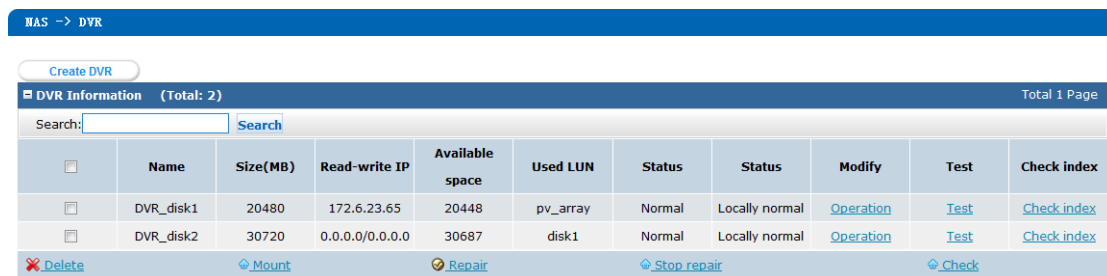 NAS -> DVR
Create DVR
DVR Information (Total: 2) Total 1 Page
Search: Search
Name Size(MB) Read-write IP Available space Used LUN Status Status Modify Test Check index
DVR_disk1 20480 172.6.23.65 20448 pv_array Normal Locally normal Operation Test Check index
DVR_disk2 30720 0.0.0.0/0.0.0.0 30687 disk1 Normal Locally normal Operation Test Check index
Delete Mount Repair Stop repair Check